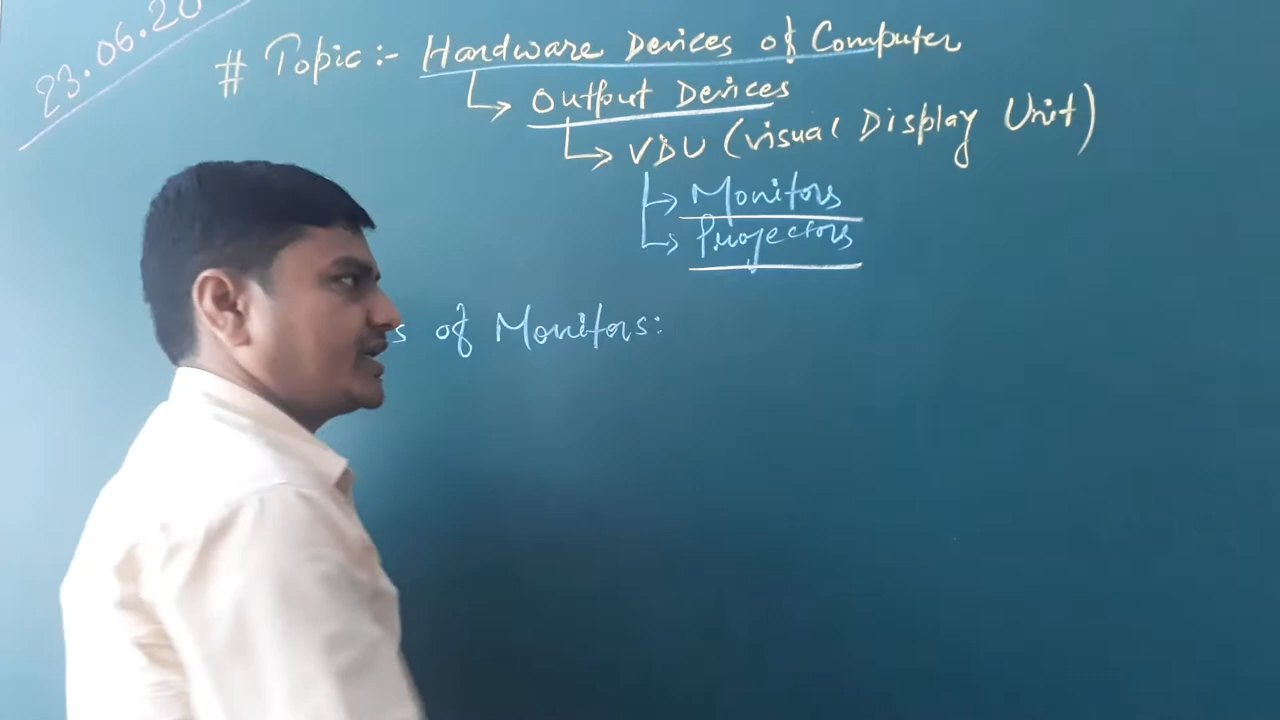 23.06.20
# Topic:- Hardware Devices of Computer
Output Devices
VDU (Visual Display Unit)
Monitors
Projectors
s of Monitors: